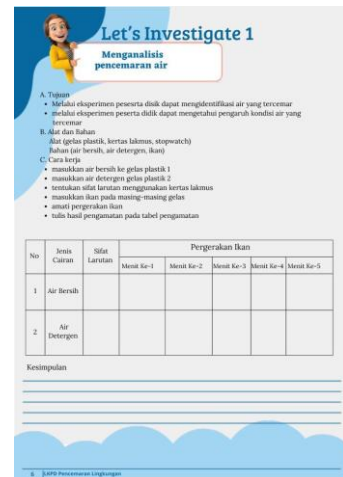 Let's Investigate 1
Menganalisis
pencemaran air
A. Tujuan
• Melalui eksperimen peseerta disik dapat mengidentifikasi air yang tercemar
• melalui eksperimen peserta didik dapat mengetahui pengaruh kondisi air yang
tercemar
B. Alat dan Bahan
Alat (gelas plastik, kertas lakmus, stopwatch)
Bahan (air bersih, air detergen, ikan)
C. Cara kerja
• masukkan air bersih ke gelas plastik 1
• masukkan air detergen gelas plastik 2
• tentukan sifat larutan menggunakan kertas lakmus
• masukkan ikan pada masing-masing gelas
• amati pergerakan ikan
• tulis hasil pengamatan pada tabel pengamatan
No
Jenis
Cairan
Sifat
Larutan
Pergerakan Ikan
Menit Ke-1
Menit Ke-2
Menit Ke-3
Menit Ke-4
Menit Ke-5
1
Air Bersih
2
Air
Detergen
Kesimpulan
6
LAPD Pencemaran Lingkungan